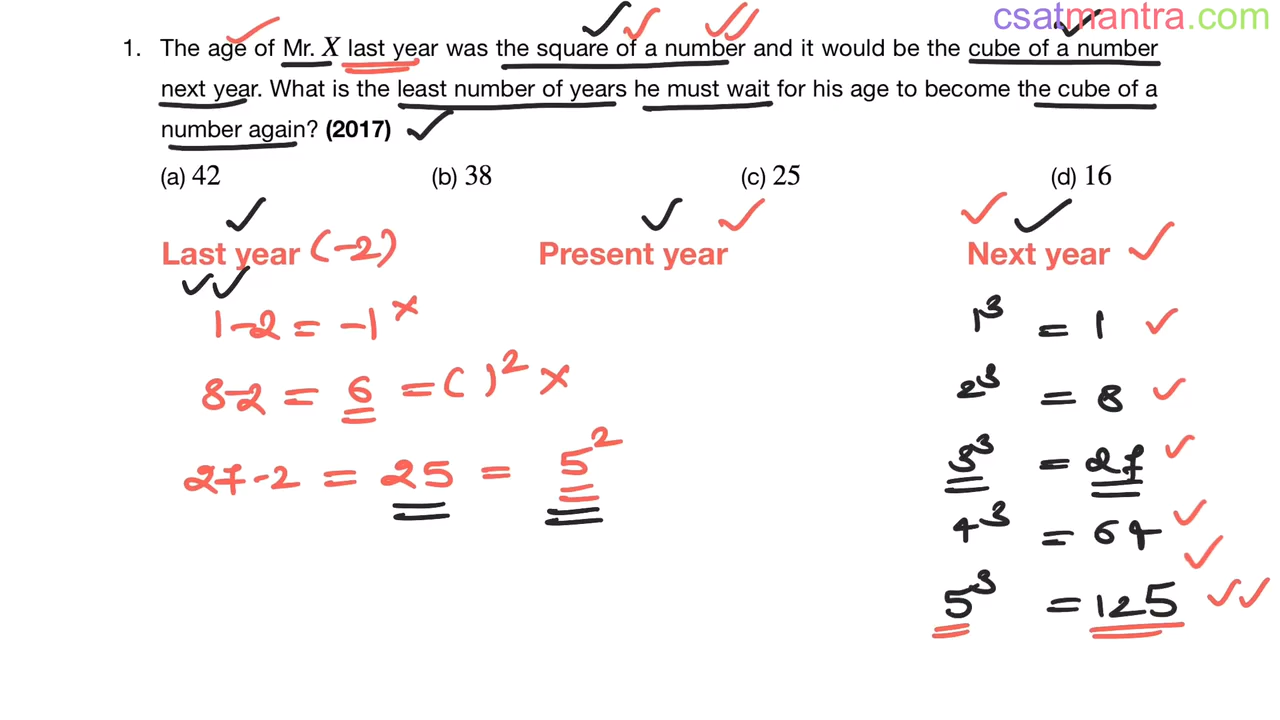 csatmantra.com
1. The age of Mr. X last year was the square of a number and it would be the cube of a number
next year. What is the least number of years he must wait for his age to become the cube of a
number again? (2017)
(a) 42 (b) 38 (c) 25 (d) 16
Last year (-2) Present year Next year
1-2 = -1 × 1³ = 1
8-2 = 6 = ( )² × 2³ = 8
27-2 = 25 = 5² 3³ = 27
4³ = 64
5³ = 125